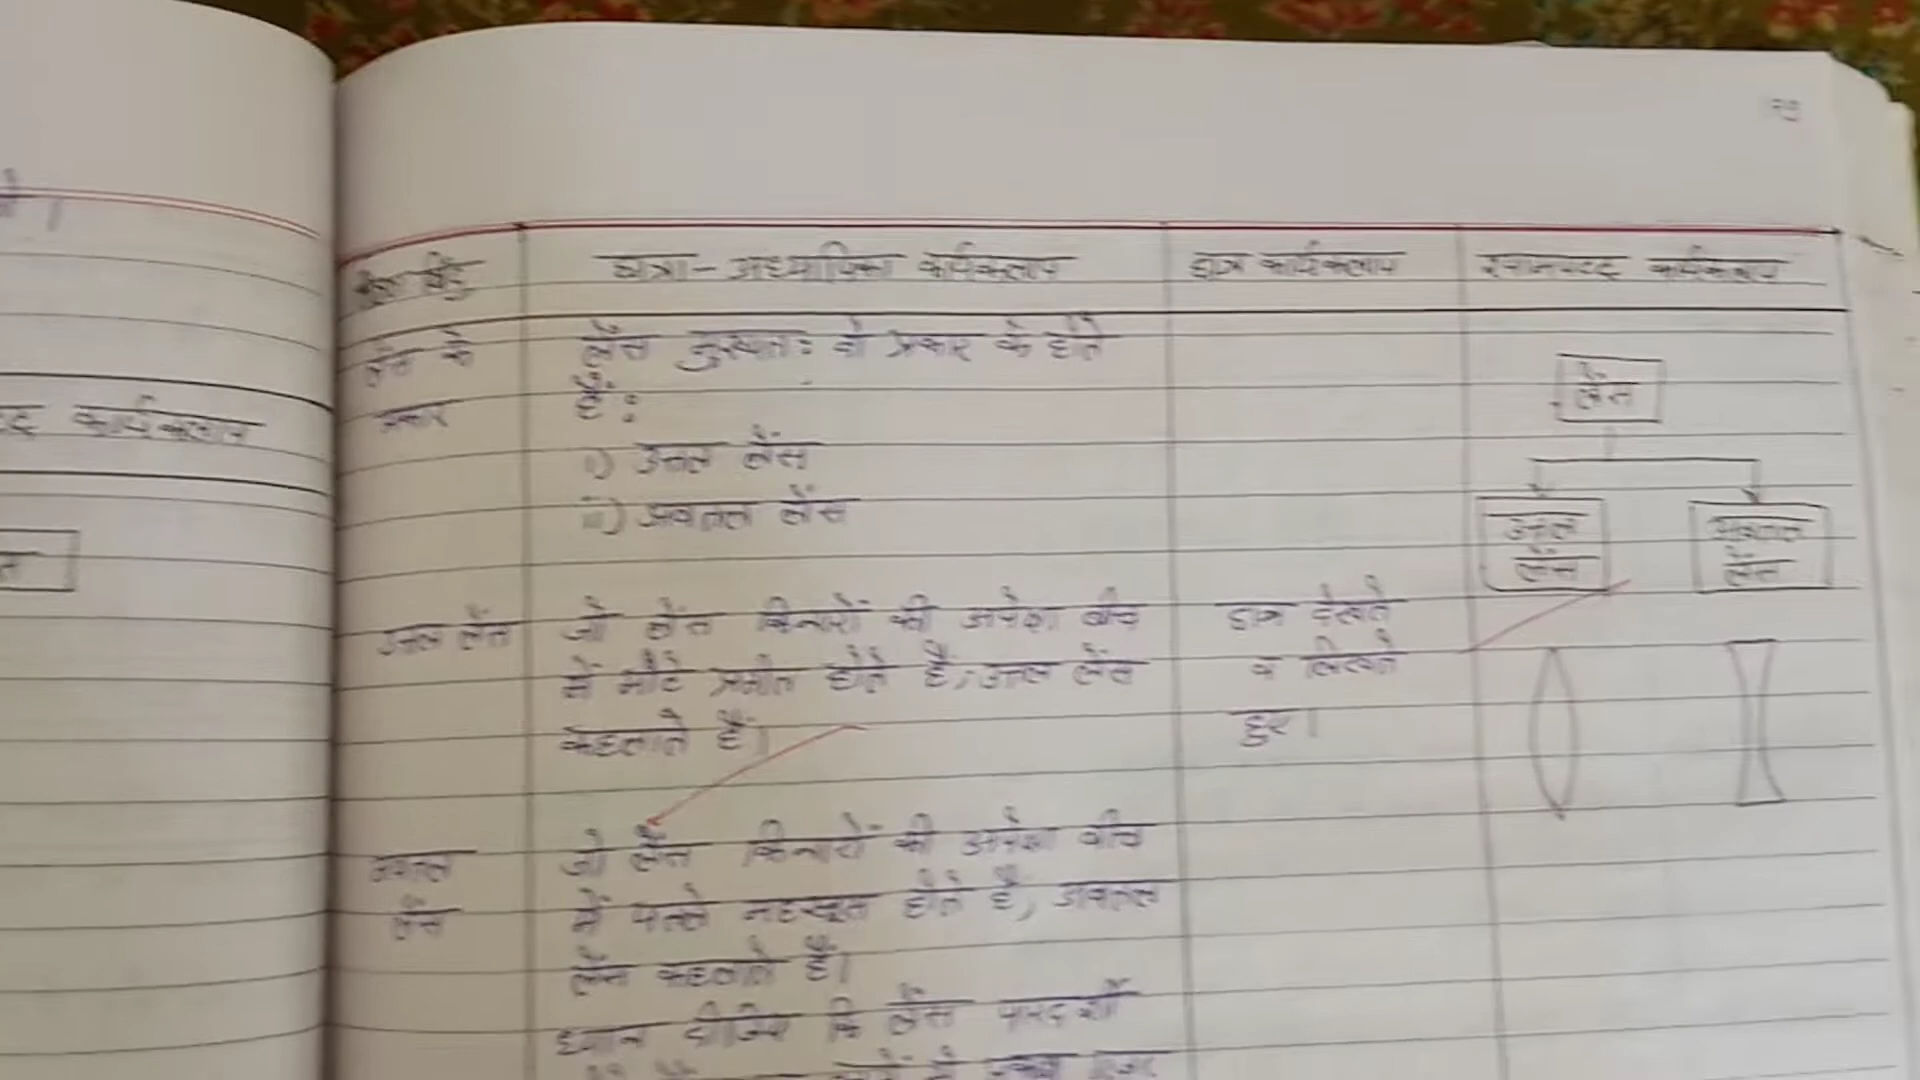 छात्रा - अध्यापिका कार्यकलाप
छात्र कार्यकलाप
श्यामपट्ट कार्यकलाप
कार्यकलाप
लेंस के
प्रकार
लेंस मुख्यतः दो प्रकार के होते
हैं:
i) उत्तल लेंस
ii) अवतल लेंस
लेंस
उत्तल
लेंस
अवतल
लेंस
उत्तल लेंस
जो लेंस किनारों की अपेक्षा बीच
में मोटे प्रतीत होते हैं, उत्तल लेंस
कहलाते हैं।
छात्र देखते
व लिखते
हुए।
अवतल
लेंस
जो लेंस किनारों की अपेक्षा बीच
में पतले महसूस होते हैं, अवतल
लेंस कहलाते हैं।
ध्यान दीजिए कि लेंस पारदर्शी